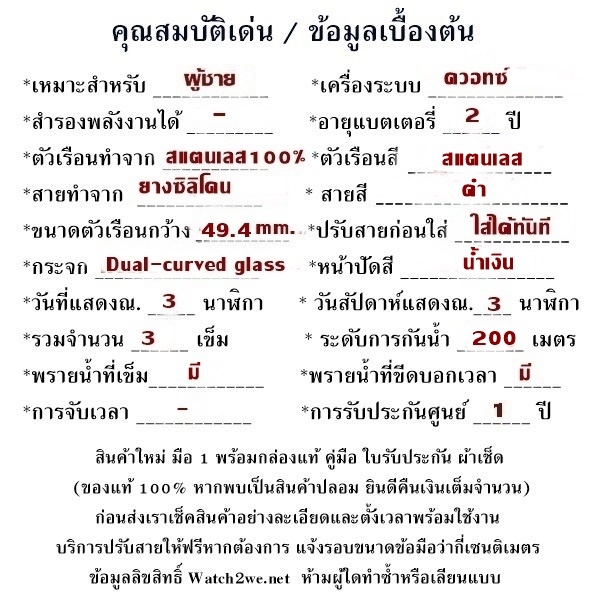 คุณสมบัติเด่น / ข้อมูลเบื้องต้น
*เหมาะสำหรับ ผู้ชาย *เครื่องระบบ ควอทซ์
*สำรองพลังงานได้ - *อายุแบตเตอรี่ 2 ปี
*ตัวเรือนทำจาก สแตนเลส100% *ตัวเรือนสี สแตนเลส
*สายทำจาก ยางซิลิโคน * สายสี ดำ
*ขนาดตัวเรือนกว้าง 49.4 mm. *ปรับสายก่อนใส่ ใส่ได้ทันที
*กระจก Dual-curved glass *หน้าปัดสี น้ำเงิน
*วันที่แสดงณ. 3 นาฬิกา * วันสัปดาห์แสดงณ. 3 นาฬิกา
*รวมจำนวน 3 เข็ม * ระดับการกันน้ำ 200 เมตร
*พรายน้ำที่เข็ม มี *พรายน้ำที่ขีดบอกเวลา มี
*การจับเวลา - *การรับประกันศูนย์ 1 ปี
สินค้าใหม่ มือ 1 พร้อมกล่องแท้ คู่มือ ใบรับประกัน ผ้าเช็ด
(ของแท้ 100% หากพบเป็นสินค้าปลอม ยินดีคืนเงินเต็มจำนวน)
ก่อนส่งเราเช็คสินค้าอย่างละเอียดและตั้งเวลาพร้อมใช้งาน
บริการปรับสายให้ฟรีหากต้องการ แจ้งรอบขนาดข้อมือว่ากี่เซนติเมตร
ข้อมูลลิขสิทธิ์ Watch2we.net ห้ามผู้ใดทำซ้ำหรือเลียนแบบ